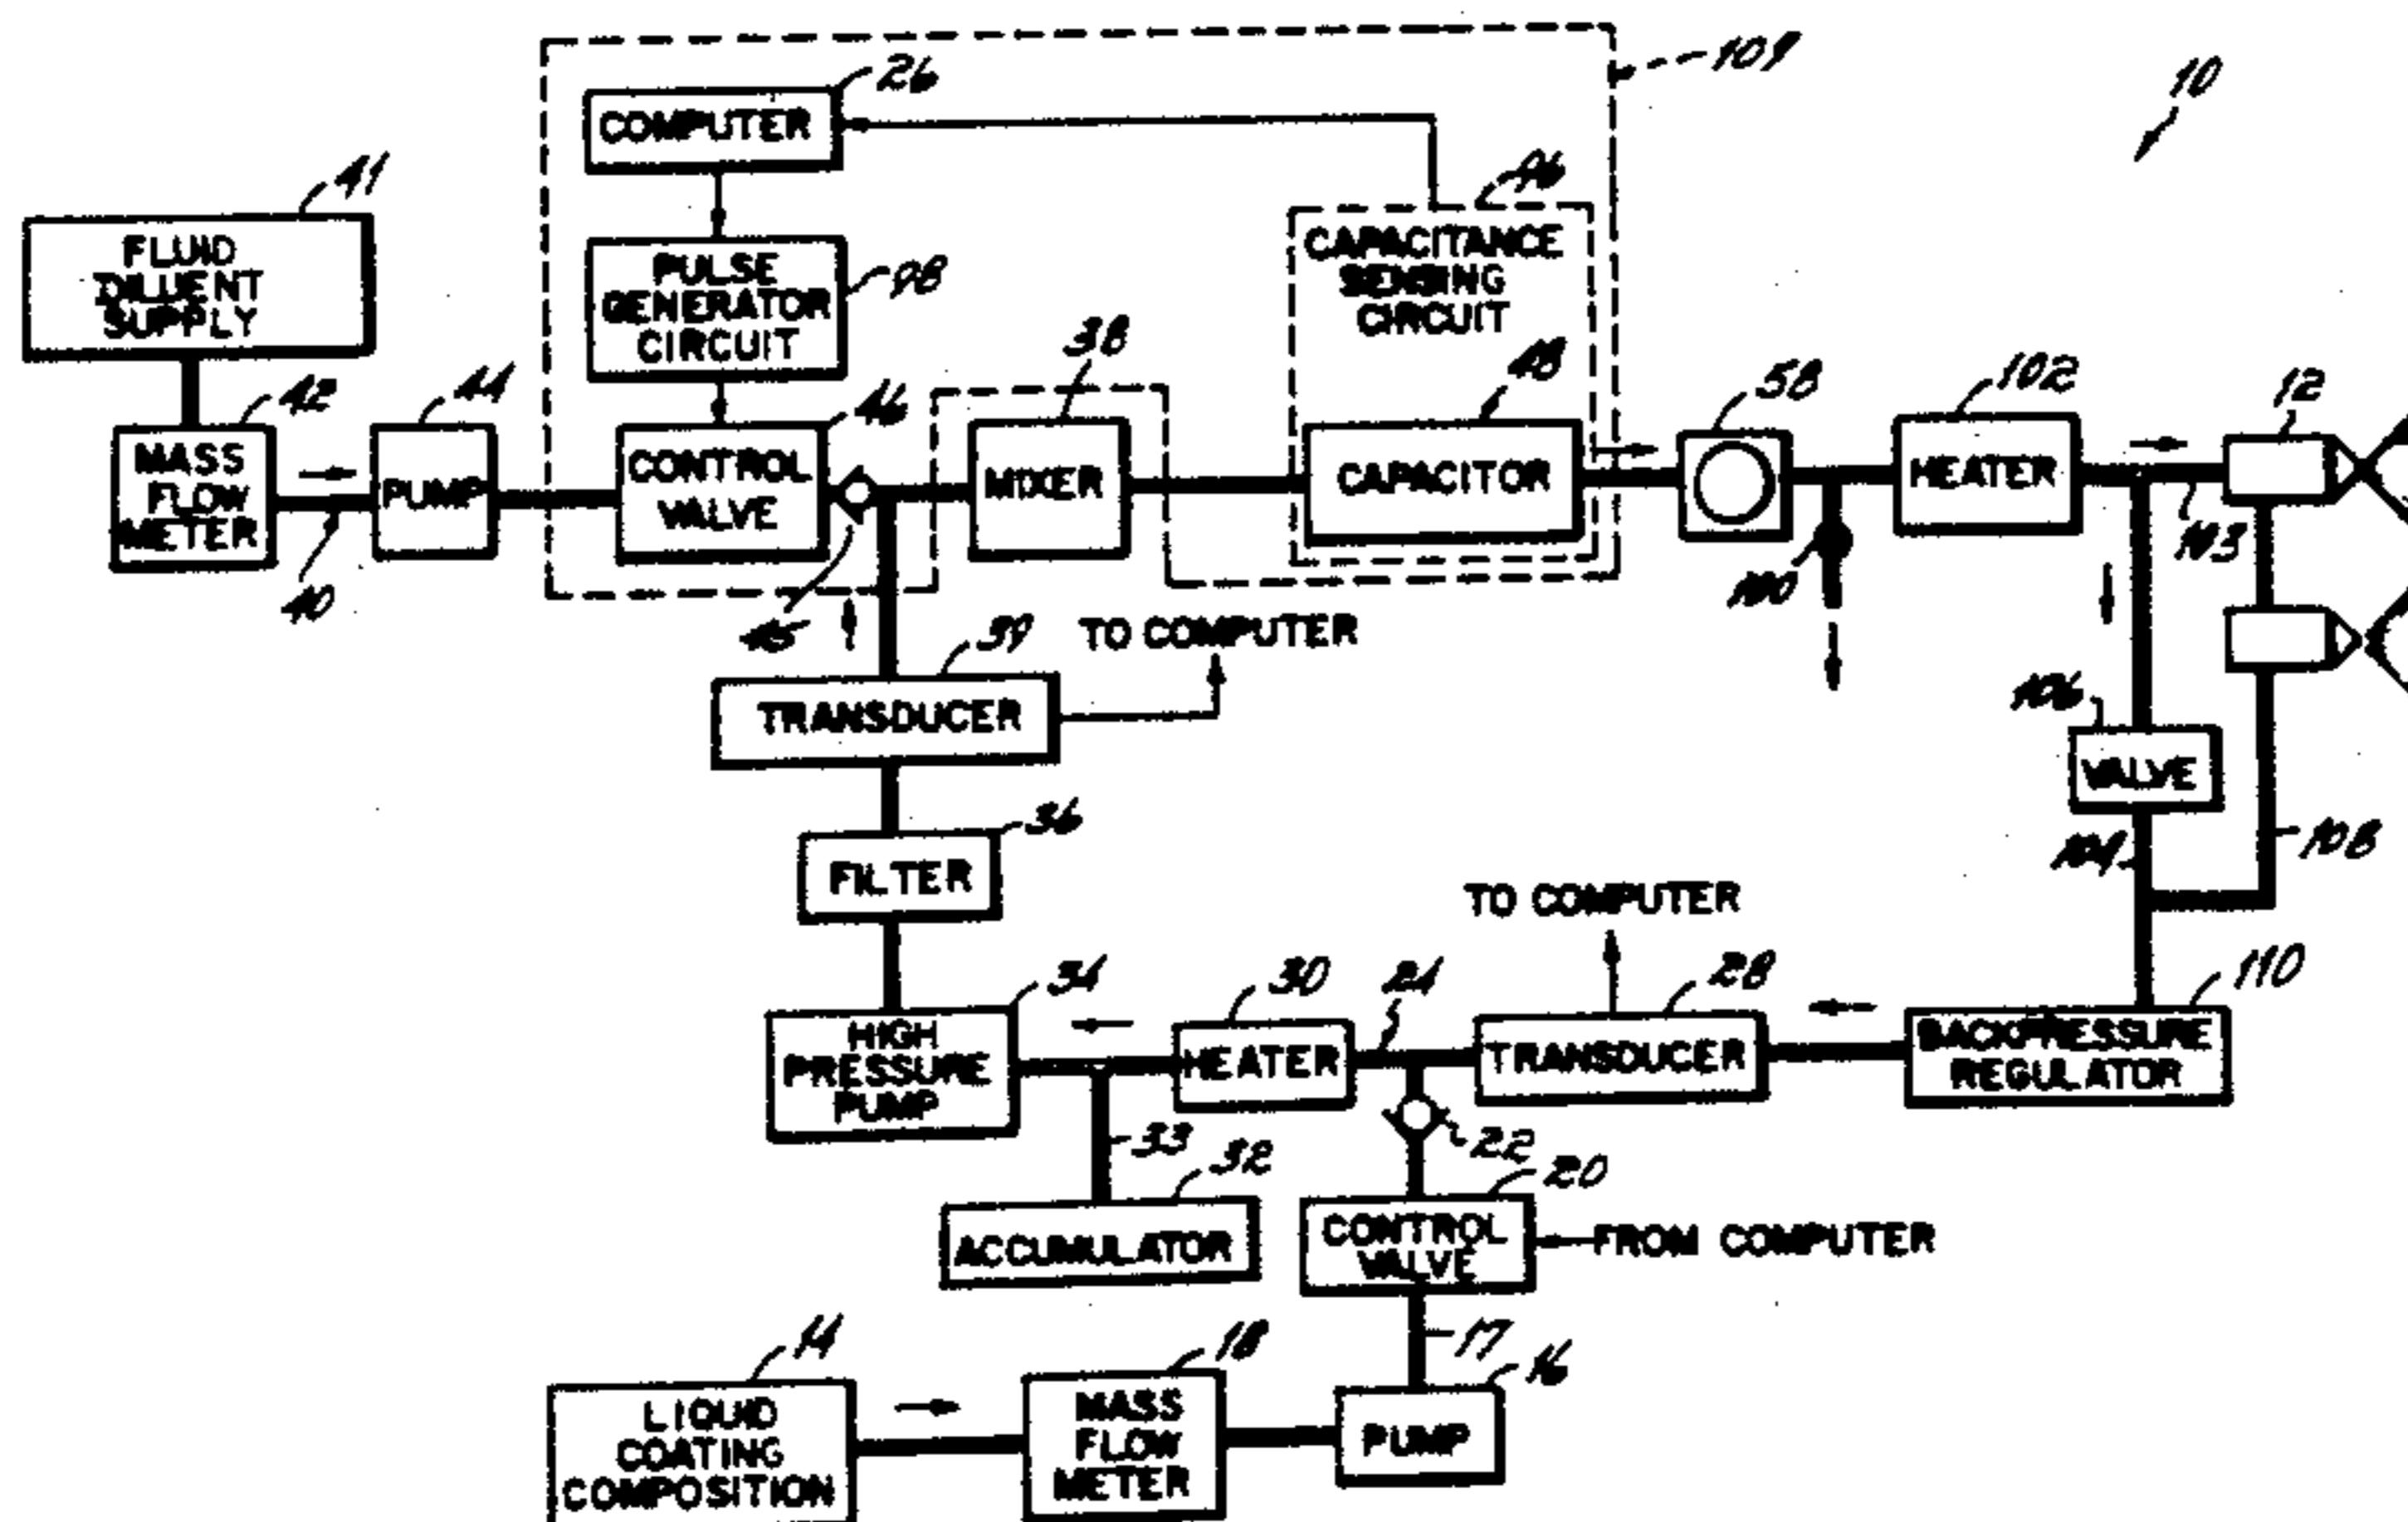 101
10
26
COMPUTER
41
96
FLUID
DILUENT
SUPPLY
CAPACITANCE
SENSING
CIRCUIT
PULSE
GENERATOR
CIRCUIT
98
38
48
58
102
12
42
44
46
MASS
FLOW
METER
PUMP
CONTROL
VALVE
MIXER
CAPACITOR
HEATER
40
45
100
103
39
TO COMPUTER
TRANSDUCER
106
VALVE
36
FILTER
104
108
TO COMPUTER
34
30
24
28
110
HIGH
PRESSURE
PUMP
HEATER
TRANSDUCER
BACKPRESSURE
REGULATOR
33
32
22
20
ACCUMULATOR
CONTROL
VALVE
FROM COMPUTER
17
14
18
16
LIQUID
COATING
COMPOSITION
MASS
FLOW
METER
PUMP